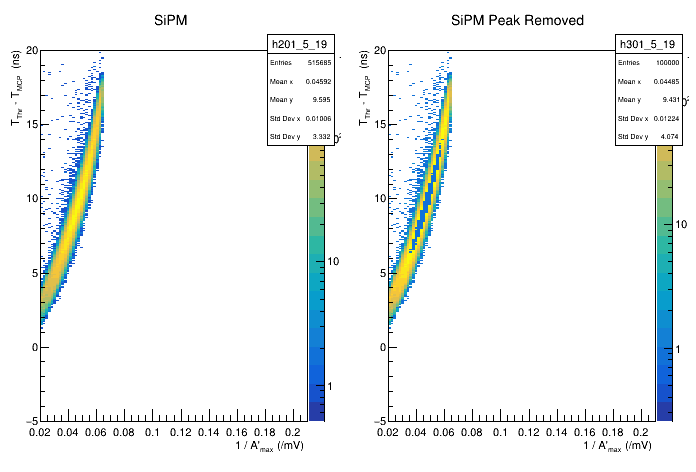 SiPM
h201_5_19
Entries 515685
Mean x 0.04592
Mean y 9.595
Std Dev x 0.01006
Std Dev y 3.332
T_Thr - T_MCP (ns)
20
15
10
5
0
−5
0.02 0.04 0.06 0.08 0.1 0.12 0.14 0.16 0.18 0.2
1 / A'_max (/mV)
10
1
SiPM Peak Removed
h301_5_19
Entries 100000
Mean x 0.04485
Mean y 9.431
Std Dev x 0.01224
Std Dev y 4.074
T_Thr - T_MCP (ns)
20
15
10
5
0
−5
0.02 0.04 0.06 0.08 0.1 0.12 0.14 0.16 0.18 0.2
1 / A'_max (/mV)
10
1